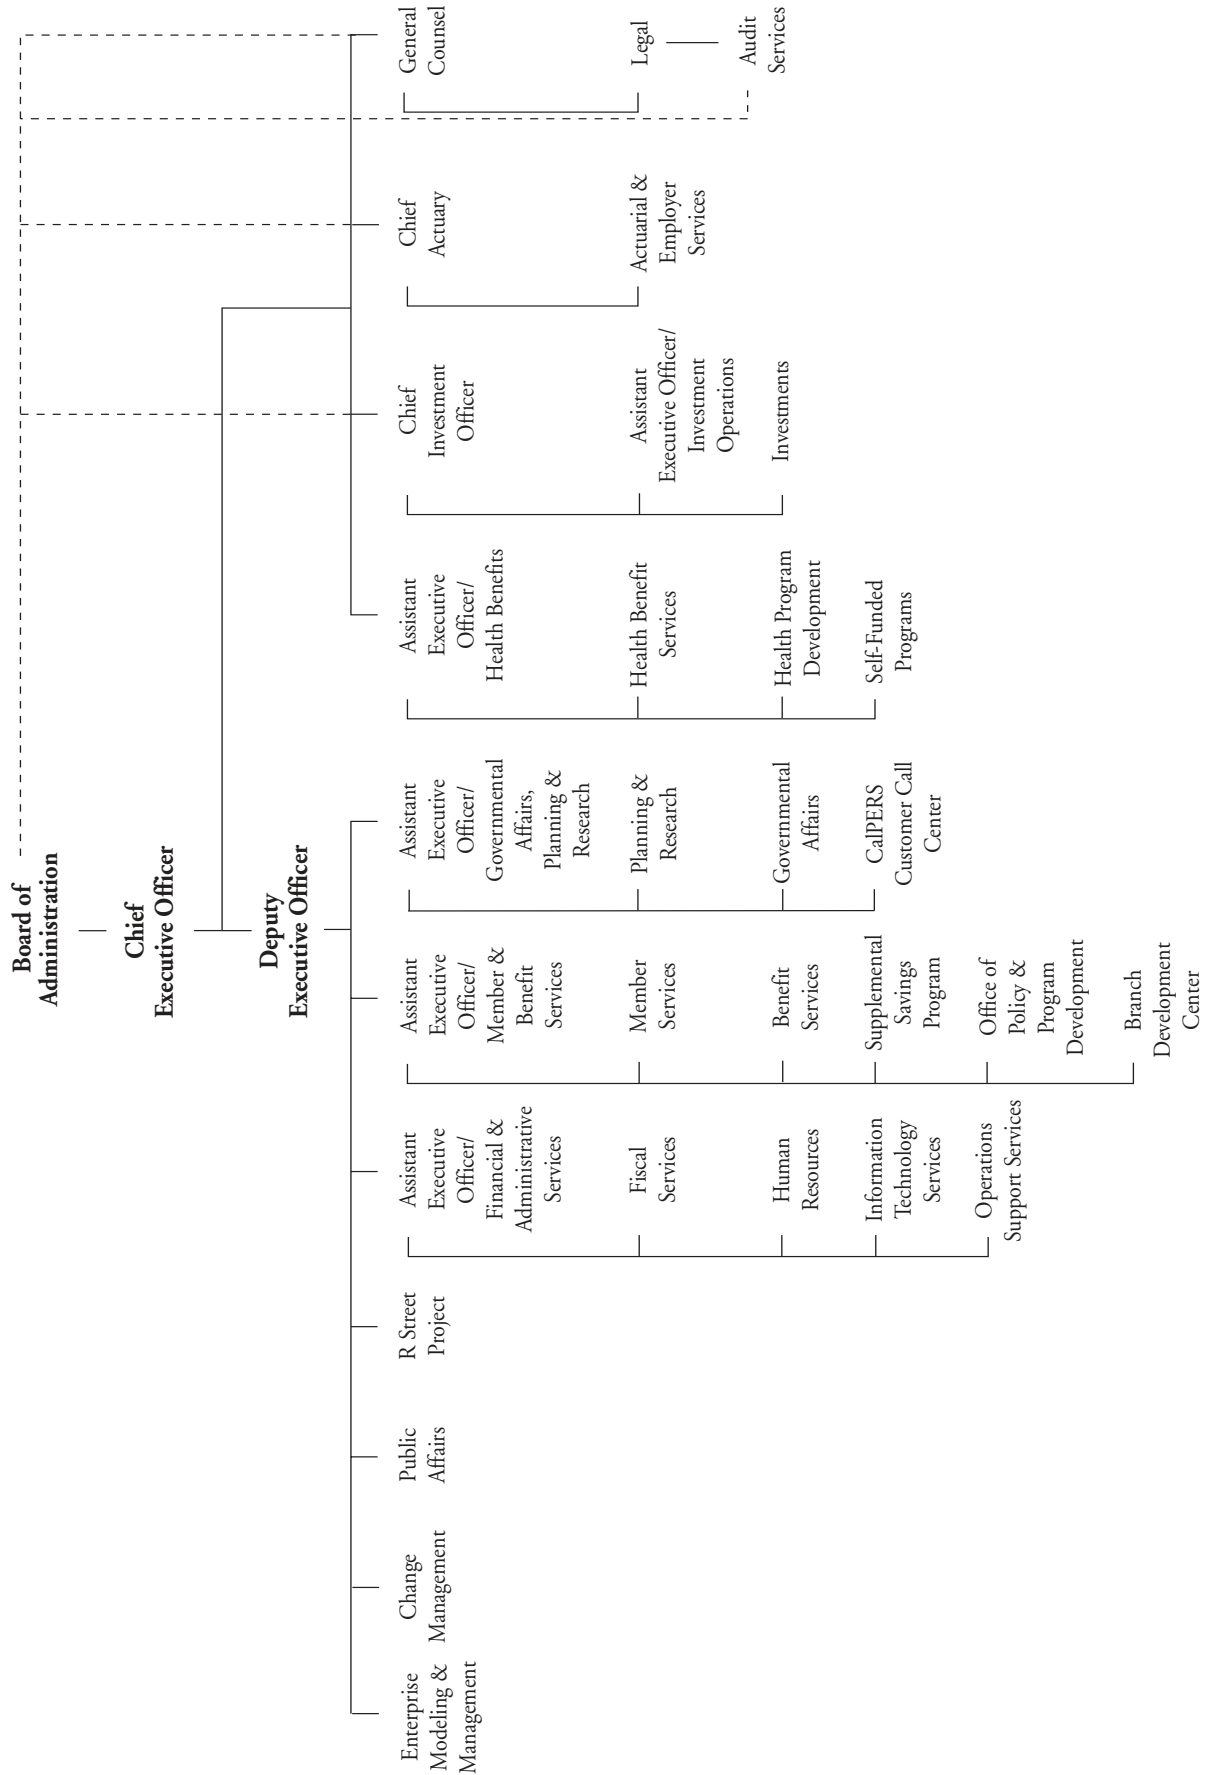 Board of
Administration
Chief
Executive Officer
Deputy
Executive Officer
Enterprise
Modeling &
Management
Change
Management
Public
Affairs
R Street
Project
Assistant
Executive
Officer/
Financial &
Administrative
Services
Fiscal
Services
Human
Resources
Information
Technology
Services
Operations
Support Services
Assistant
Executive
Officer/
Member &
Benefit
Services
Member
Services
Benefit
Services
Supplemental
Savings
Program
Office of
Policy &
Program
Development
Branch
Development
Center
Assistant
Executive
Officer/
Governmental
Affairs,
Planning &
Research
Planning &
Research
Governmental
Affairs
CalPERS
Customer Call
Center
Assistant
Executive
Officer/
Health Benefits
Health Benefit
Services
Health Program
Development
Self-Funded
Programs
Chief
Investment
Officer
Assistant
Executive Officer/
Investment
Operations
Investments
Chief
Actuary
Actuarial &
Employer
Services
General
Counsel
Legal
Audit
Services